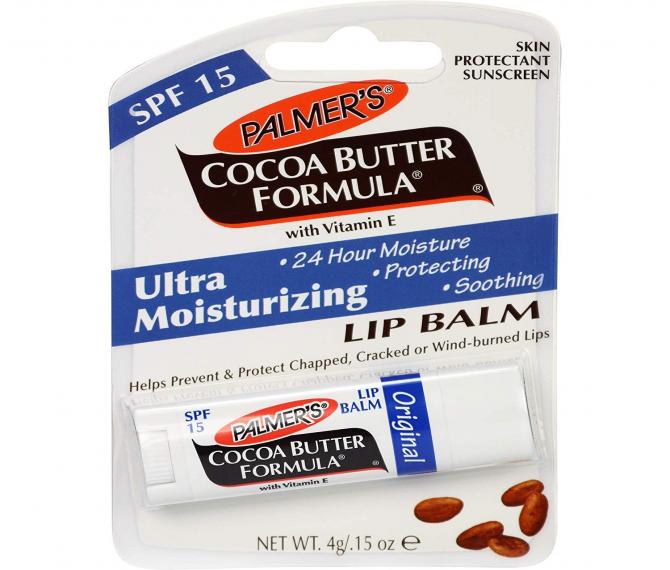 SPF 15
SKIN
PROTECTANT
SUNSCREEN
PALMER'S®
COCOA BUTTER
FORMULA®
®
with Vitamin E
Ultra
Moisturizing
• 24 Hour Moisture
• Protecting
• Soothing
LIP BALM
Helps Prevent & Protect Chapped, Cracked or Wind-burned Lips
SPF
15
PALMER'S®
LIP
BALM
COCOA BUTTER
FORMULA®
®
with Vitamin E
Original
NET WT. 4g/.15 oz ℮